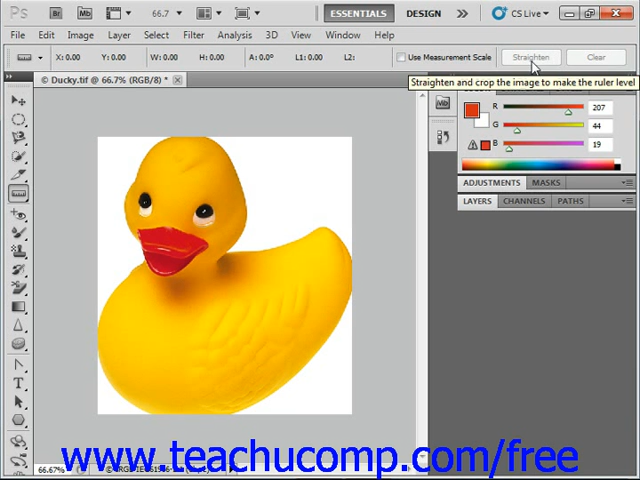 Ps Br Mb 66.7 ESSENTIALS DESIGN CS Live
File Edit Image Layer Select Filter Analysis 3D View Window Help
X: 0.00 Y: 0.00 W: 0.00 H: 0.00 A: 0.0° L1: 0.00 L2: Use Measurement Scale Straighten Clear
© Ducky.tif @ 66.7% (RGB/8) *
Straighten and crop the image to make the ruler level
Mb
R 207
G 44
B 19
ADJUSTMENTS MASKS
LAYERS CHANNELS PATHS
T
www.teachucomp.com/free
66.67%